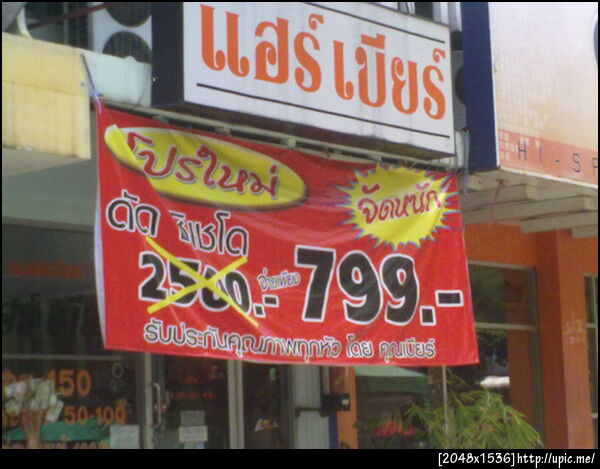 แฮร์ เบียร์
HI-S
โปรใหม่
จัดหนัก
ดัด ชิเชโด
2500.- จ่ายเพียง 799.-
รับประกันคุณภาพทุกหัว โดย คุณเบียร์
150
50-100
[2048x1536]http://upic.me/